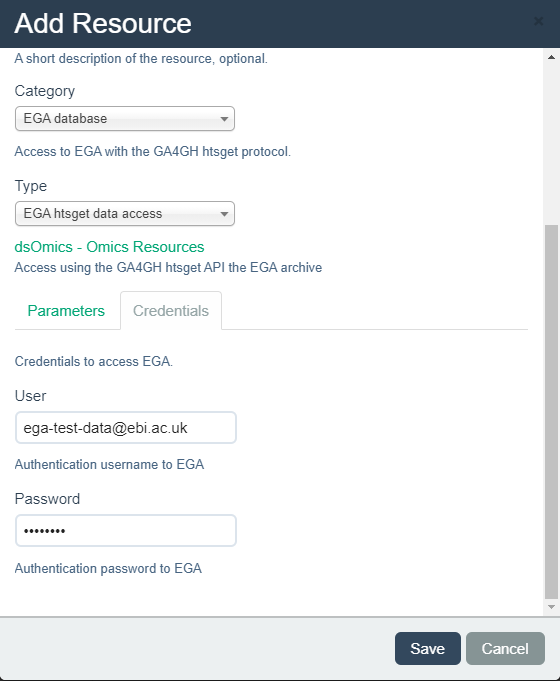 Add Resource
×
A short description of the resource, optional.
Category
EGA database
Access to EGA with the GA4GH htsget protocol.
Type
EGA htsget data access
dsOmics - Omics Resources
Access using the GA4GH htsget API the EGA archive
Parameters Credentials
Credentials to access EGA.
User
ega-test-data@ebi.ac.uk
Authentication username to EGA
Password
••••••••
Authentication password to EGA
Save Cancel